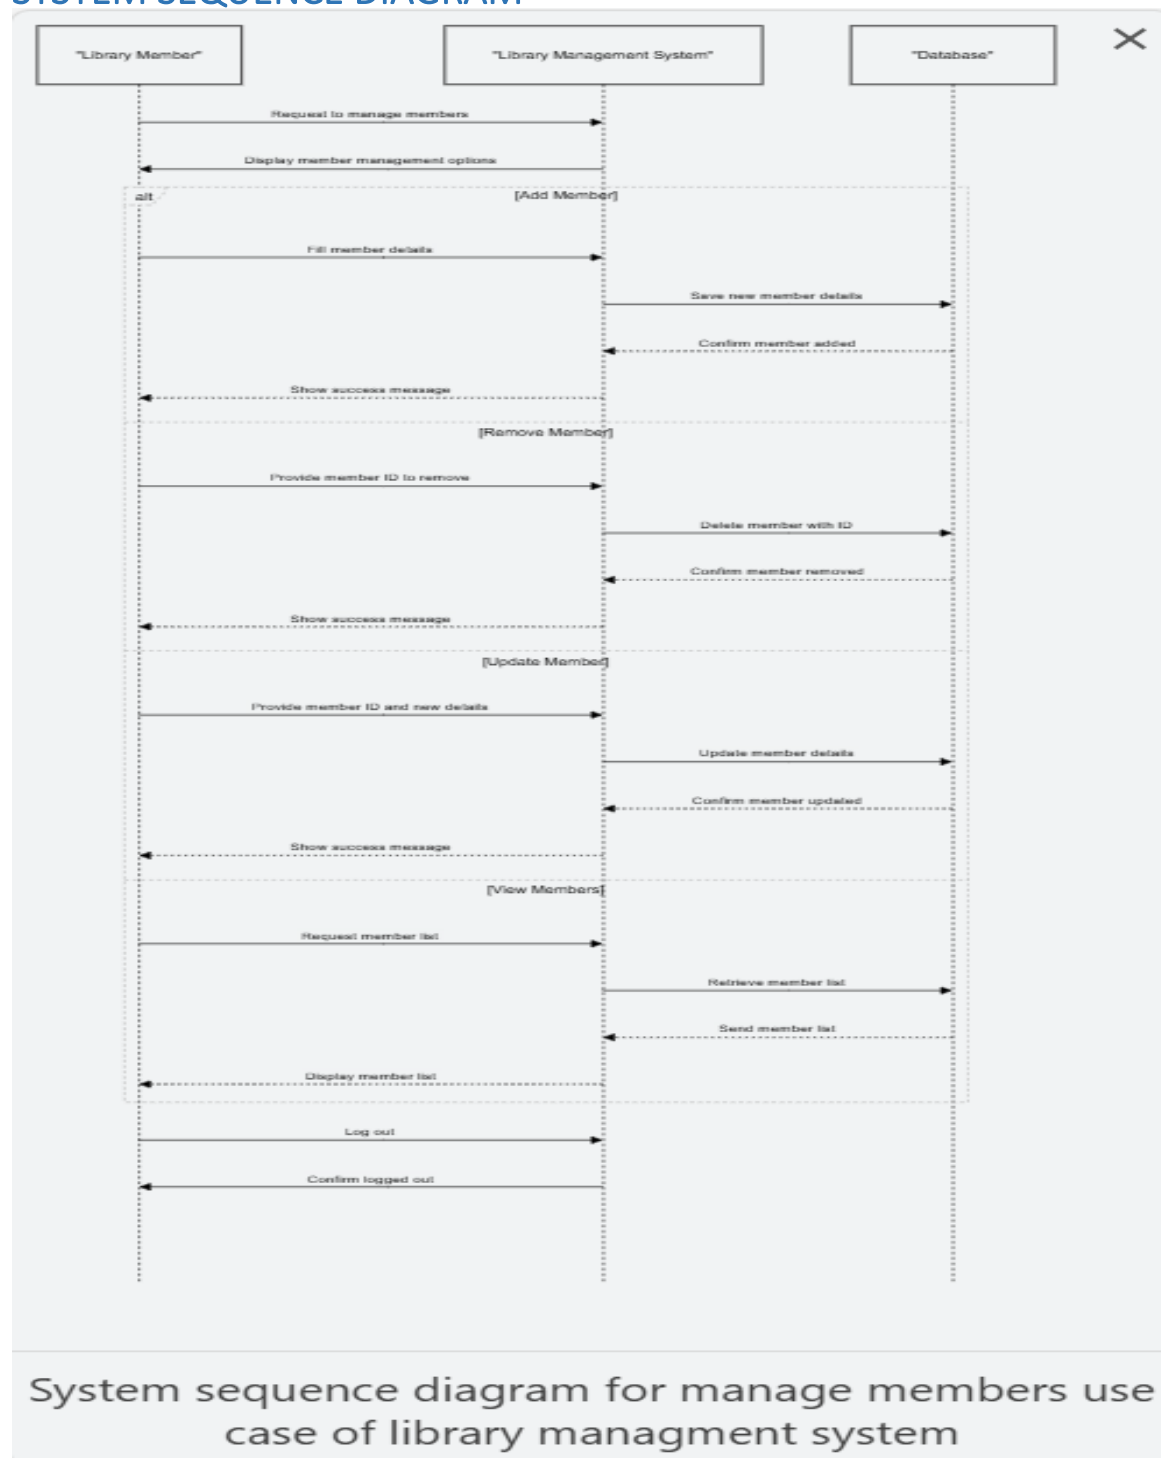 SYSTEM SEQUENCE DIAGRAM
"Library Member" "Library Management System" "Database"
Request to manage members
Display member management options
alt [Add Member]
Fill member details
Save new member details
Confirm member added
Show success message
[Remove Member]
Provide member ID to remove
Delete member with ID
Confirm member removed
Show success message
[Update Member]
Provide member ID and new details
Update member details
Confirm member updated
Show success message
[View Members]
Request member list
Retrieve member list
Send member list
Display member list
Log out
Confirm logged out
System sequence diagram for manage members use
case of library managment system